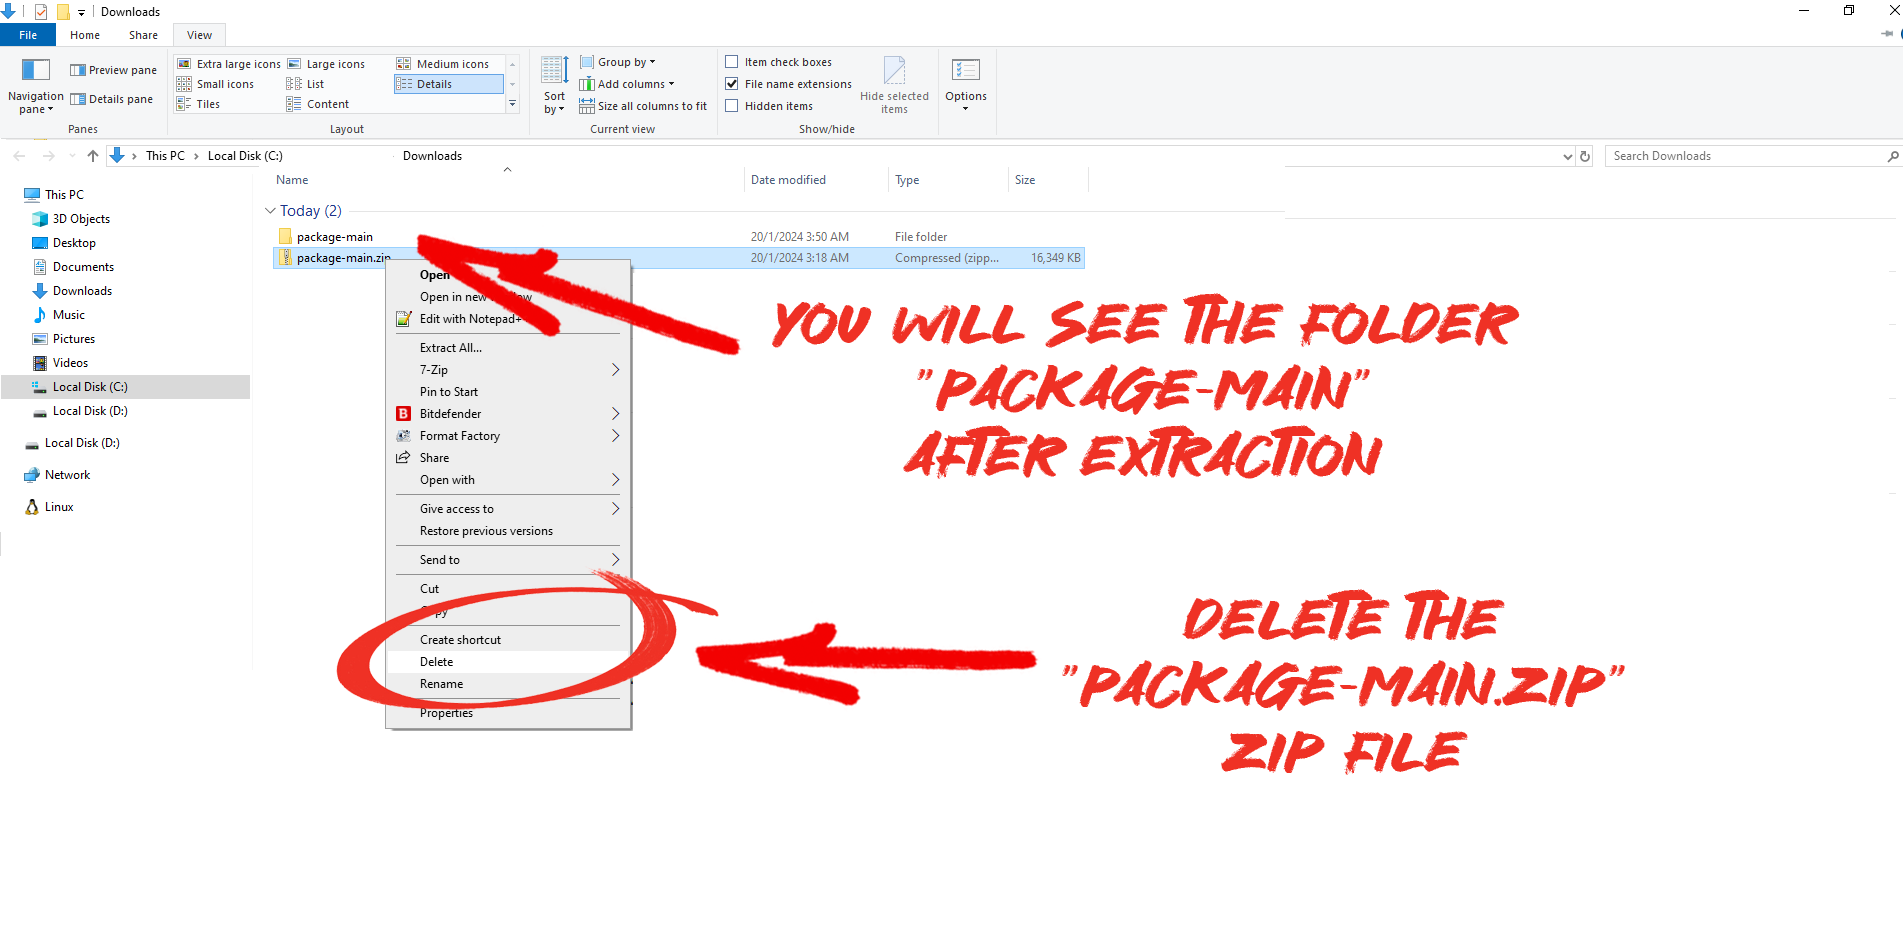 Downloads
File Home Share View
Navigation pane
Preview pane
Details pane
Panes
Extra large icons Large icons Medium icons
Small icons List Details
Tiles Content
Layout
Sort by
Group by
Add columns
Size all columns to fit
Current view
Item check boxes
File name extensions
Hidden items
Hide selected items
Show/hide
Options
This PC Local Disk (C:) Downloads
Search Downloads
Name Date modified Type Size
This PC
3D Objects
Desktop
Documents
Downloads
Music
Pictures
Videos
Local Disk (C:)
Local Disk (D:)
Local Disk (D:)
Network
Linux
Today (2)
package-main 20/1/2024 3:50 AM File folder
package-main.zip 20/1/2024 3:18 AM Compressed (zipp... 16,349 KB
Open
Open in new
Edit with Notepad+
Extract All...
7-Zip
Pin to Start
B Bitdefender
Format Factory
Share
Open with
Give access to
Restore previous versions
Send to
Cut
Copy
Create shortcut
Delete
Rename
Properties
YOU WILL SEE THE FOLDER
"PACKAGE-MAIN"
AFTER EXTRACTION
DELETE THE
"PACKAGE-MAIN.ZIP"
ZIP FILE